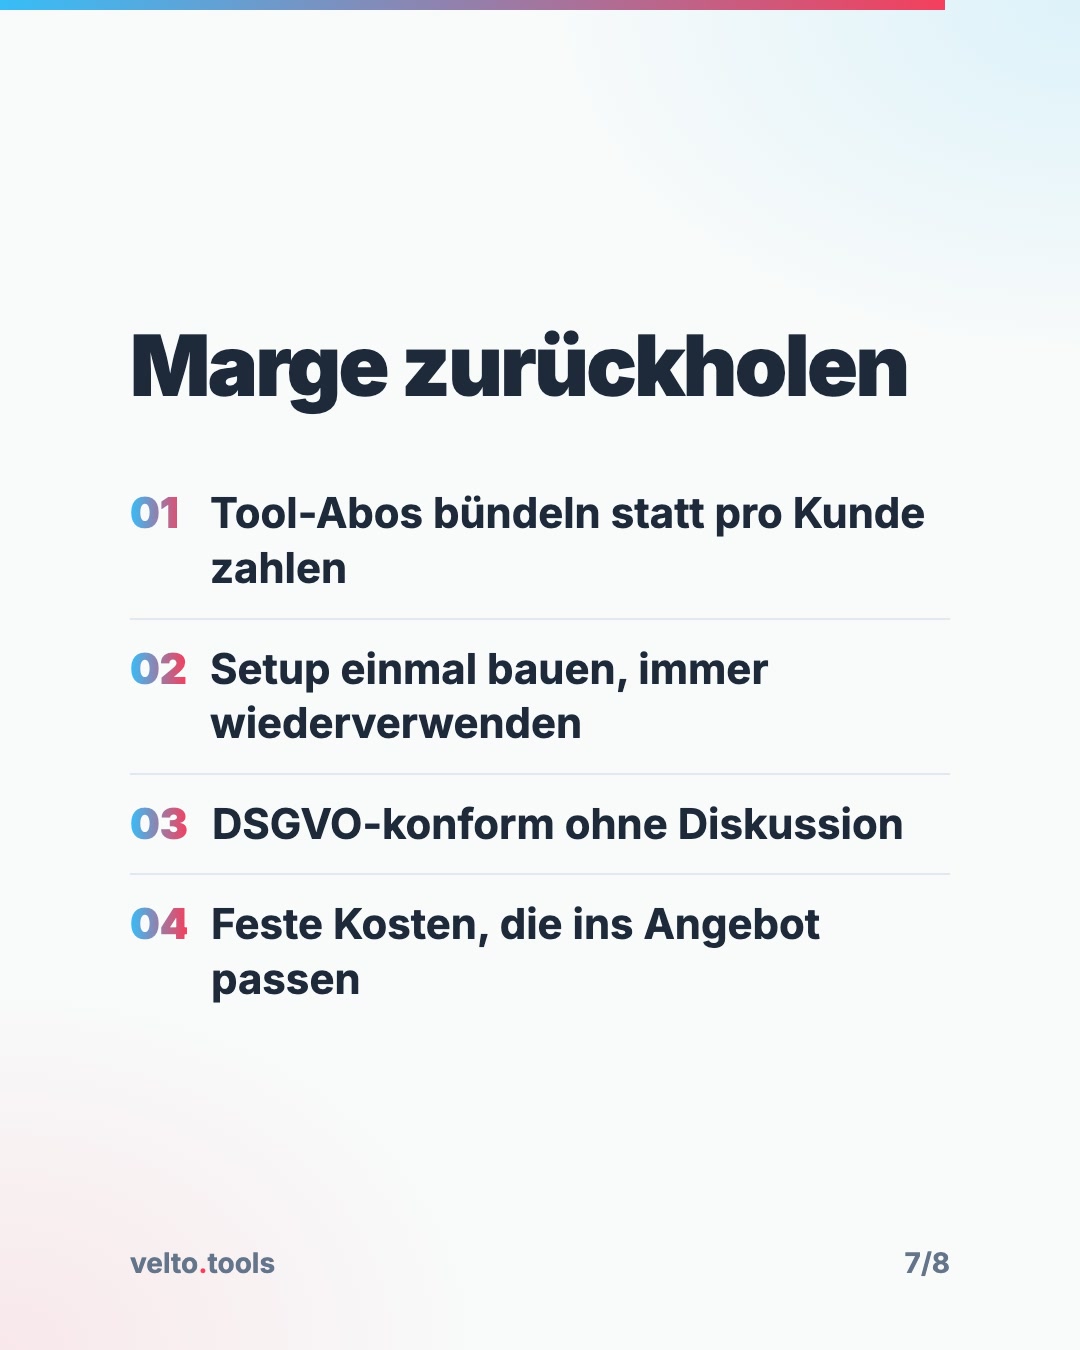 Marge zurückholen
01 Tool-Abos bündeln statt pro Kunde
zahlen
02 Setup einmal bauen, immer
wiederverwenden
03 DSGVO-konform ohne Diskussion
04 Feste Kosten, die ins Angebot
passen
velto.tools 7/8